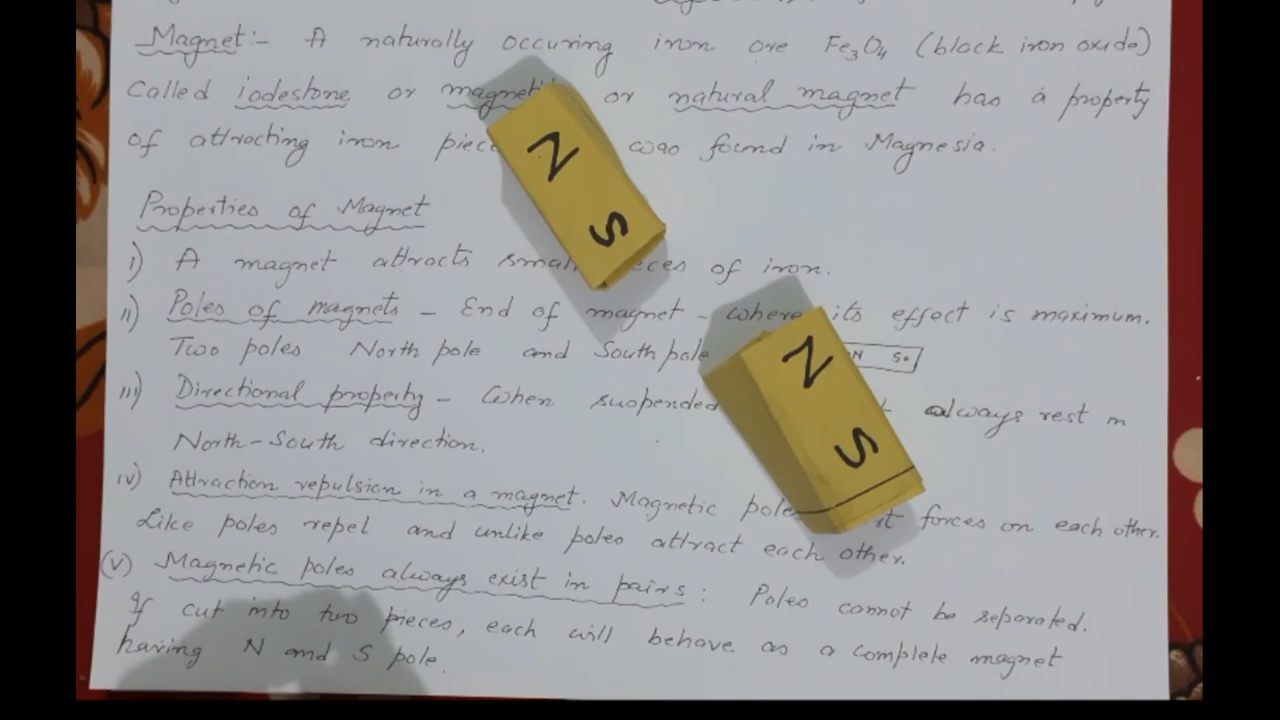 Magnet:- A naturally occuring iron ore Fe3O4 (black iron oxide)
Called iodestone or magnet or natural magnet has a property
of attracting iron piec was found in Magnesia.
Properties of Magnet
i) A magnet attracts small eces of iron.
ii) Poles of magnets - End of magnet - where its effect is maximum.
Two poles North pole and South pole N S
iii) Directional property - When suspended always rest in
North-South direction.
iv) Attraction repulsion in a magnet. Magnetic pole it forces on each other.
Like poles repel and unlike poles attract each other.
(v) Magnetic poles always exist in pairs: Poles cannot be separated.
If cut into two pieces, each will behave as a complete magnet
having N and S pole.
N
S
N
S